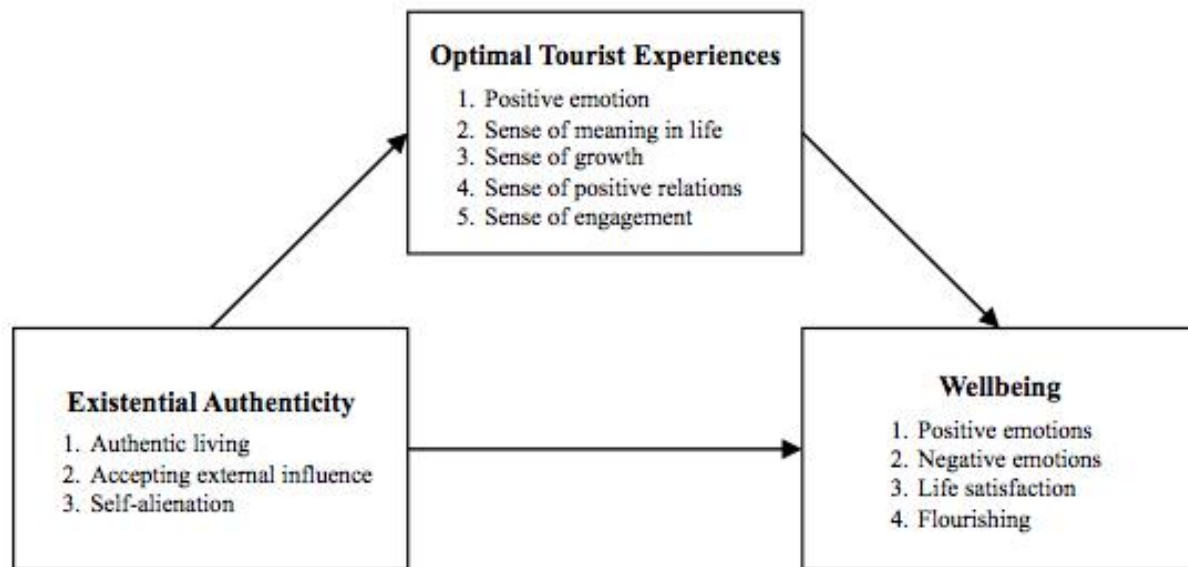 Optimal Tourist Experiences
1. Positive emotion
2. Sense of meaning in life
3. Sense of growth
4. Sense of positive relations
5. Sense of engagement
Existential Authenticity
1. Authentic living
2. Accepting external influence
3. Self-alienation
Wellbeing
1. Positive emotions
2. Negative emotions
3. Life satisfaction
4. Flourishing